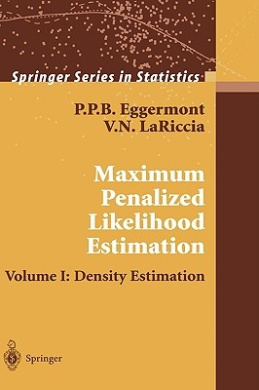 Springer Series in Statistics
P.P.B. Eggermont
V.N. LaRiccia
Maximum
Penalized
Likelihood
Estimation
Volume I: Density Estimation
Springer